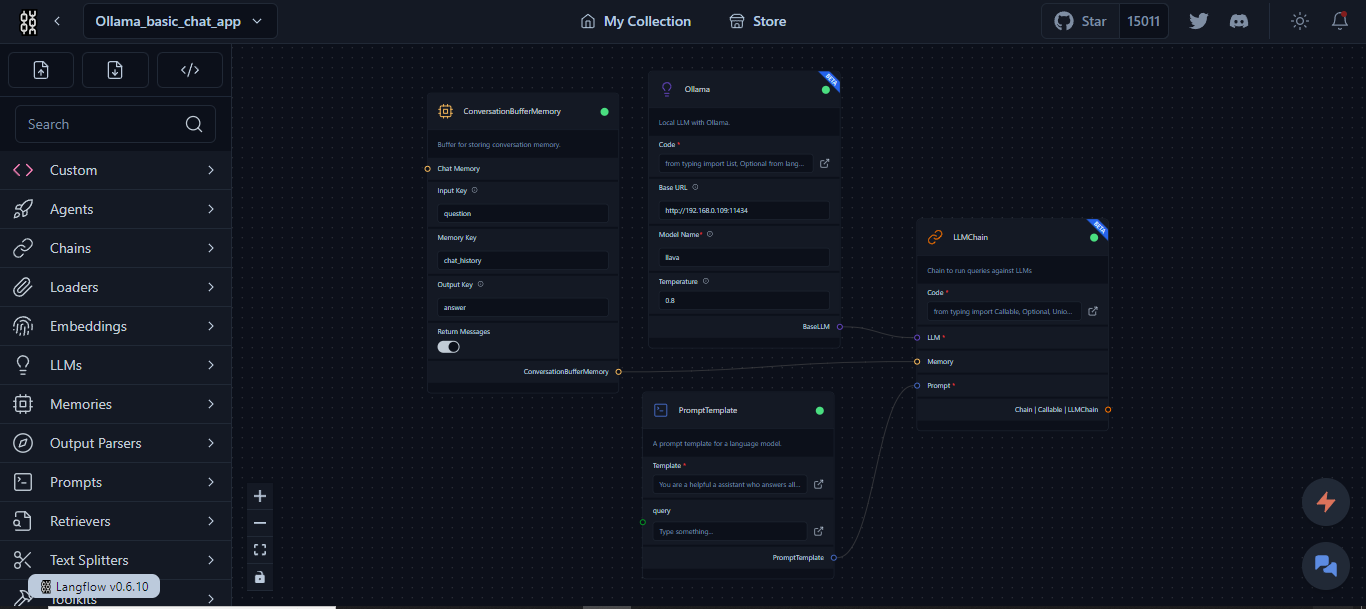 Ollama_basic_chat_app
My Collection
Store
Star
15011
Search
Custom
Agents
Chains
Loaders
Embeddings
LLMs
Memories
Output Parsers
Prompts
Retrievers
Text Splitters
Toolkits
Langflow v0.6.10
ConversationBufferMemory
Buffer for storing conversation memory.
Chat Memory
Input Key
question
Memory Key
chat_history
Output Key
answer
Return Messages
ConversationBufferMemory
BETA
Ollama
Local LLM with Ollama.
Code *
from typing import List, Optional from lang...
Base URL
http://192.168.0.109:11434
Model Name *
llava
Temperature
0.8
BaseLLM
PromptTemplate
A prompt template for a language model.
Template *
You are a helpful a assistant who answers all...
query
Type something...
PromptTemplate
BETA
LLMChain
Chain to run queries against LLMs
Code *
from typing import Callable, Optional, Unio...
LLM *
Memory
Prompt *
Chain | Callable | LLMChain